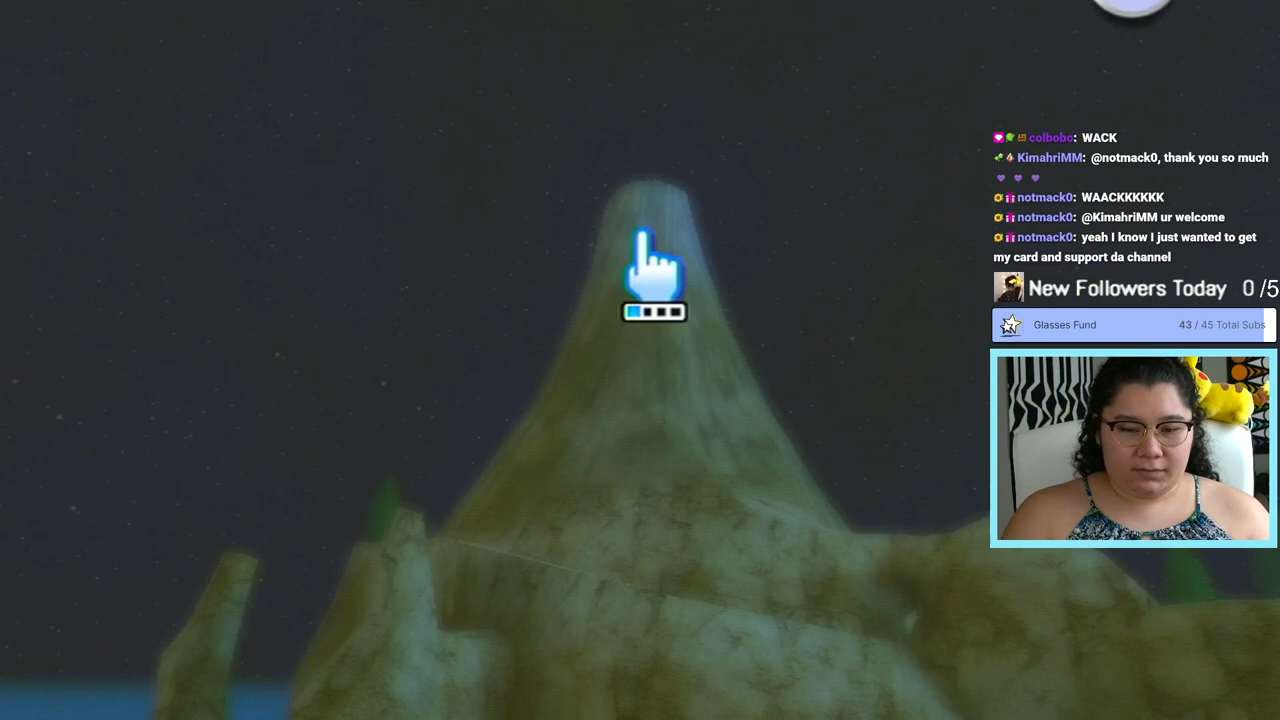 colbobo: WACK
KimahriMM: @notmack0, thank you so much
notmack0: WAACKKKKKK
notmack0: @KimahriMM ur welcome
notmack0: yeah I know I just wanted to get
my card and support da channel
New Followers Today 0 /5
Glasses Fund 43 / 45 Total Subs